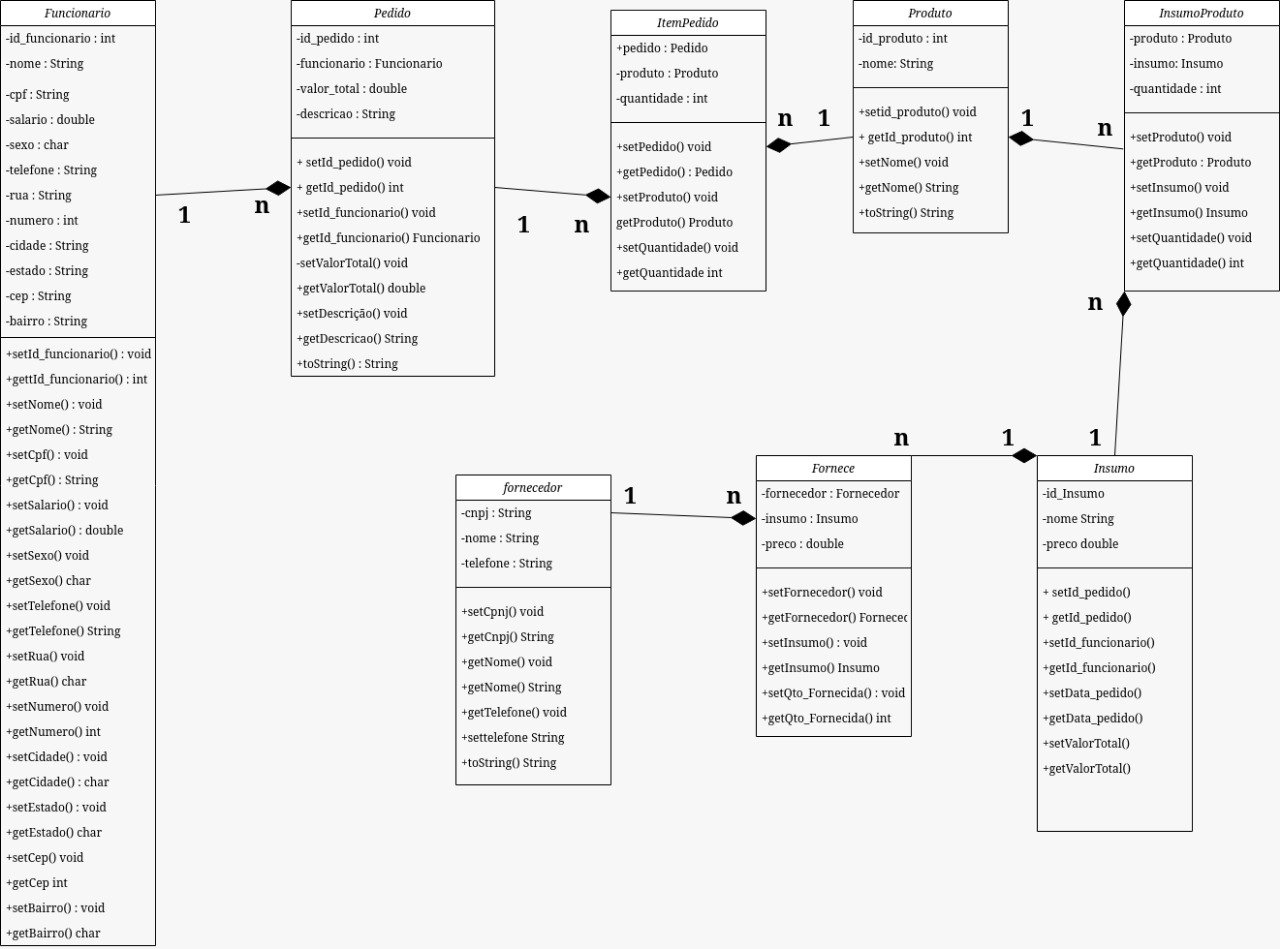 Funcionario
-id_funcionario : int
-nome : String
-cpf : String
-salario : double
-sexo : char
-telefone : String
-rua : String
-numero : int
-cidade : String
-estado : String
-cep : String
-bairro : String
+setId_funcionario() : void
+gettId_funcionario() : int
+setNome() : void
+getNome() : String
+setCpf() : void
+getCpf() : String
+setSalario() : void
+getSalario() : double
+setSexo() void
+getSexo() char
+setTelefone() void
+getTelefone() String
+setRua() void
+getRua() char
+setNumero() void
+getNumero() int
+setCidade() : void
+getCidade() : char
+setEstado() : void
+getEstado() char
+setCep() void
+getCep int
+setBairro() : void
+getBairro() char
1
n
Pedido
-id_pedido : int
-funcionario : Funcionario
-valor_total : double
-descricao : String
+ setId_pedido() void
+ getId_pedido() int
+setId_funcionario() void
+getId_funcionario() Funcionario
-setValorTotal() void
+getValorTotal() double
+setDescrição() void
+getDescricao() String
+toString() : String
1
n
ItemPedido
+pedido : Pedido
-produto : Produto
-quantidade : int
+setPedido() void
+getPedido() : Pedido
+setProduto() void
getProduto() Produto
+setQuantidade() void
+getQuantidade int
n
1
Produto
-id_produto : int
-nome: String
+setid_produto() void
+ getId_produto() int
+setNome() void
+getNome() String
+toString() String
1
n
InsumoProduto
-produto : Produto
-insumo: Insumo
-quantidade : int
+setProduto() void
+getProduto : Produto
+setInsumo() void
+getInsumo() Insumo
+setQuantidade() void
+getQuantidade() int
n
1
fornecedor
-cnpj : String
-nome : String
-telefone : String
+setCpnj() void
+getCnpj() String
+getNome() void
+getNome() String
+getTelefone() void
+settelefone String
+toString() String
1
n
Fornece
-fornecedor : Fornecedor
-insumo : Insumo
-preco : double
+setFornecedor() void
+getFornecedor() Fornecec
+setInsumo() : void
+getInsumo() Insumo
+setQto_Fornecida() : void
+getQto_Fornecida() int
n
1
Insumo
-id_Insumo
-nome String
-preco double
+ setId_pedido()
+ getId_pedido()
+setId_funcionario()
+getId_funcionario()
+setData_pedido()
+getData_pedido()
+setValorTotal()
+getValorTotal()